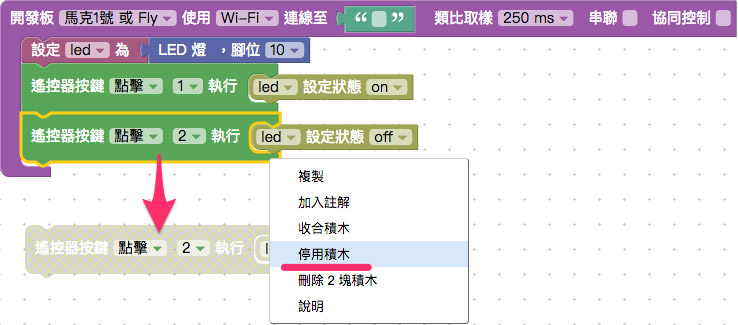 開發板 馬克1號 或 Fly 使用 Wi-Fi 連線至 “ ” 類比取樣 250 ms 串聯 協同控制
設定 led 為 LED 燈 ，腳位 10
遙控器按鍵 點擊 1 執行 led 設定狀態 on
遙控器按鍵 點擊 2 執行 led 設定狀態 off
複製
加入註解
收合積木
停用積木
刪除 2 塊積木
說明
遙控器按鍵 點擊 2 執行